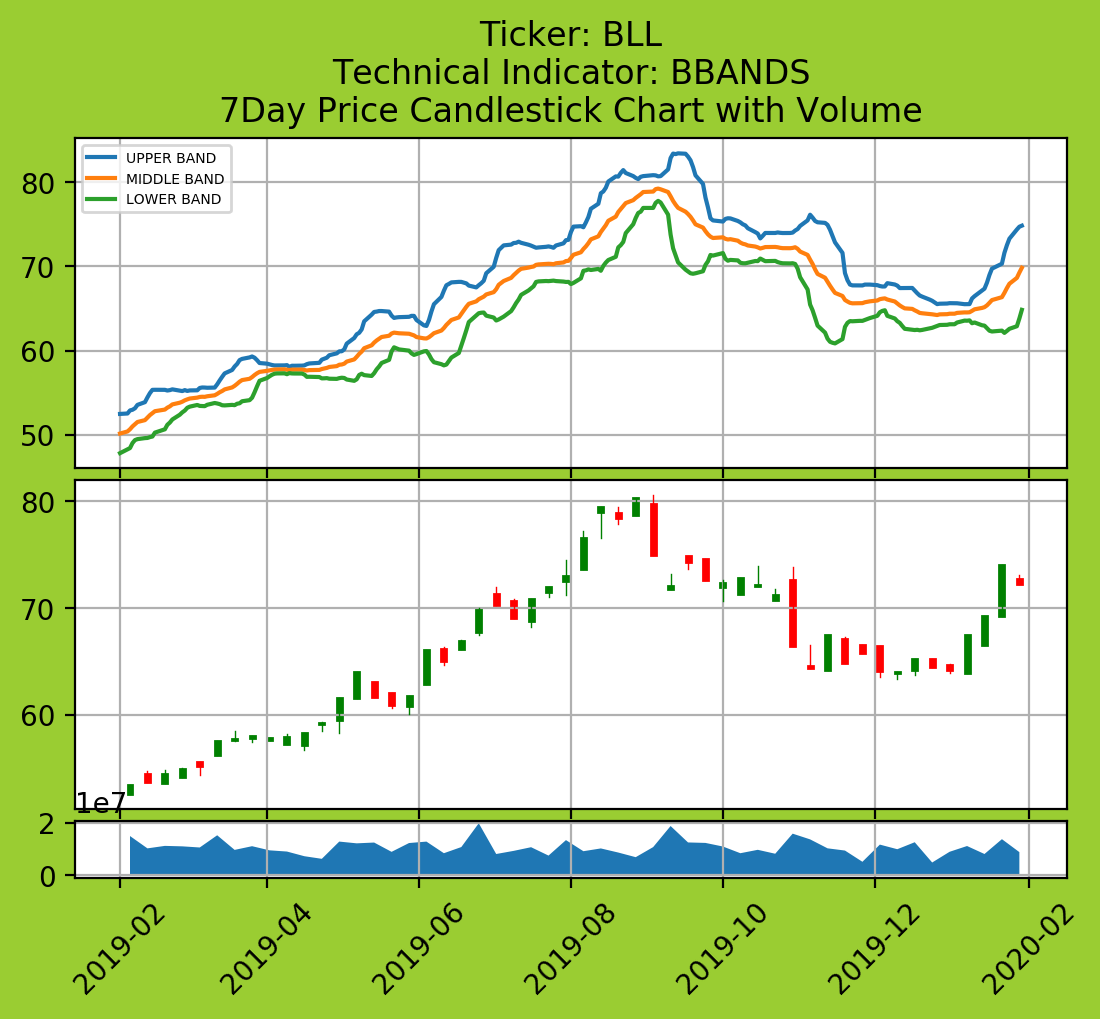 Ticker: BLL
Technical Indicator: BBANDS
7Day Price Candlestick Chart with Volume
UPPER BAND
MIDDLE BAND
LOWER BAND
80
70
60
50
80
70
60
1e7
2
0
2019-02
2019-04
2019-06
2019-08
2019-10
2019-12
2020-02